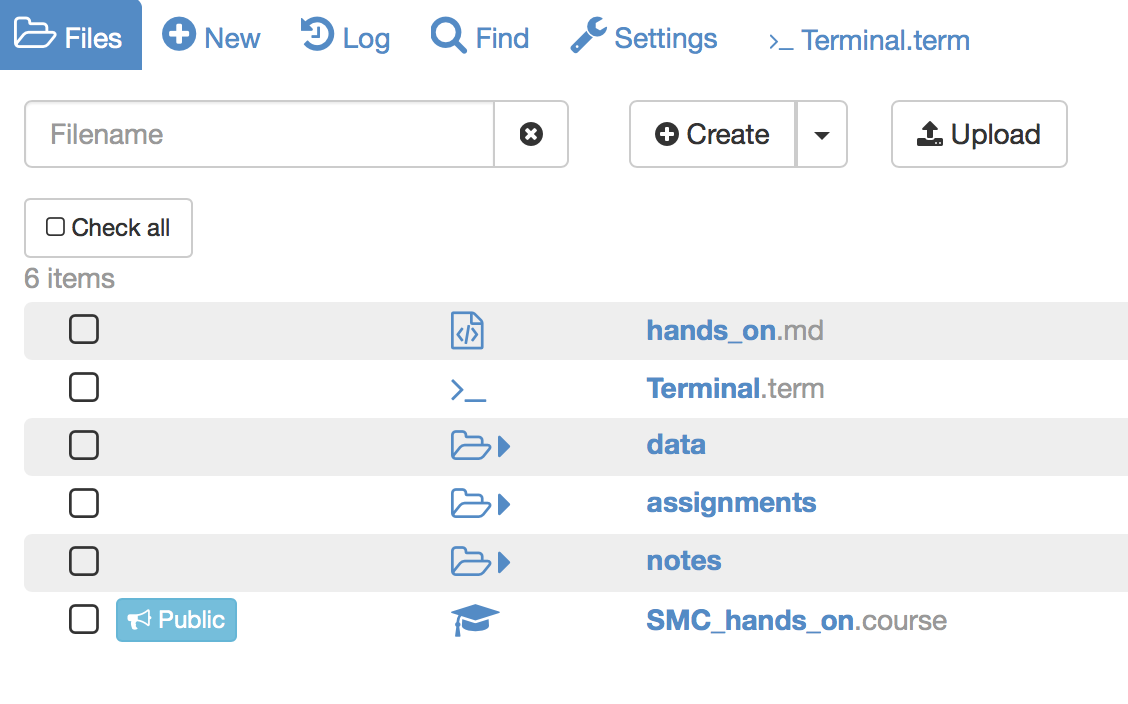 Files New Log Find Settings >_ Terminal.term
Filename Create Upload
Check all
6 items
hands_on.md
>_ Terminal.term
data
assignments
notes
Public SMC_hands_on.course